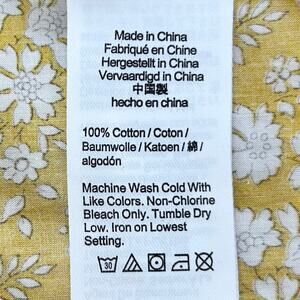 Made in China
Fabriqué en Chine
Hergestellt in China
Vervaardigd in China
中国製
hecho en china
100% Cotton / Coton /
Baumwolle / Katoen / 綿 /
algodón
Machine Wash Cold With
Like Colors. Non-Chlorine
Bleach Only. Tumble Dry
Low. Iron on Lowest
Setting.
30